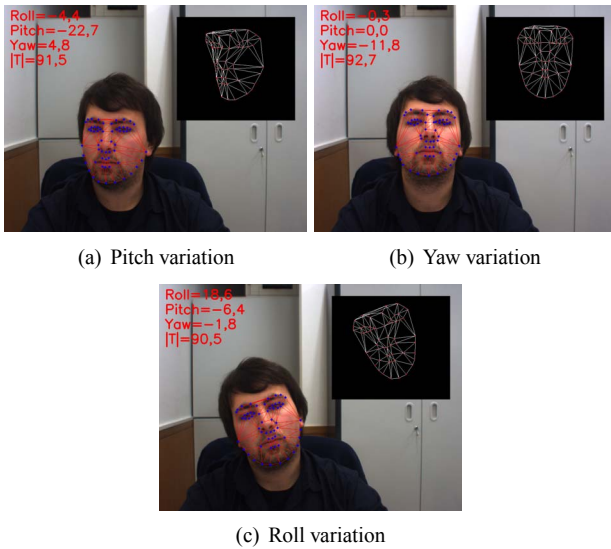 Roll=-4,4
Pitch=-22,7
Yaw=4,8
|T|=91,5
Roll=-0,3
Pitch=0,0
Yaw=-11,8
|T|=92,7
(a) Pitch variation
(b) Yaw variation
Roll=18,6
Pitch=-6,4
Yaw=-1,8
|T|=90,5
(c) Roll variation